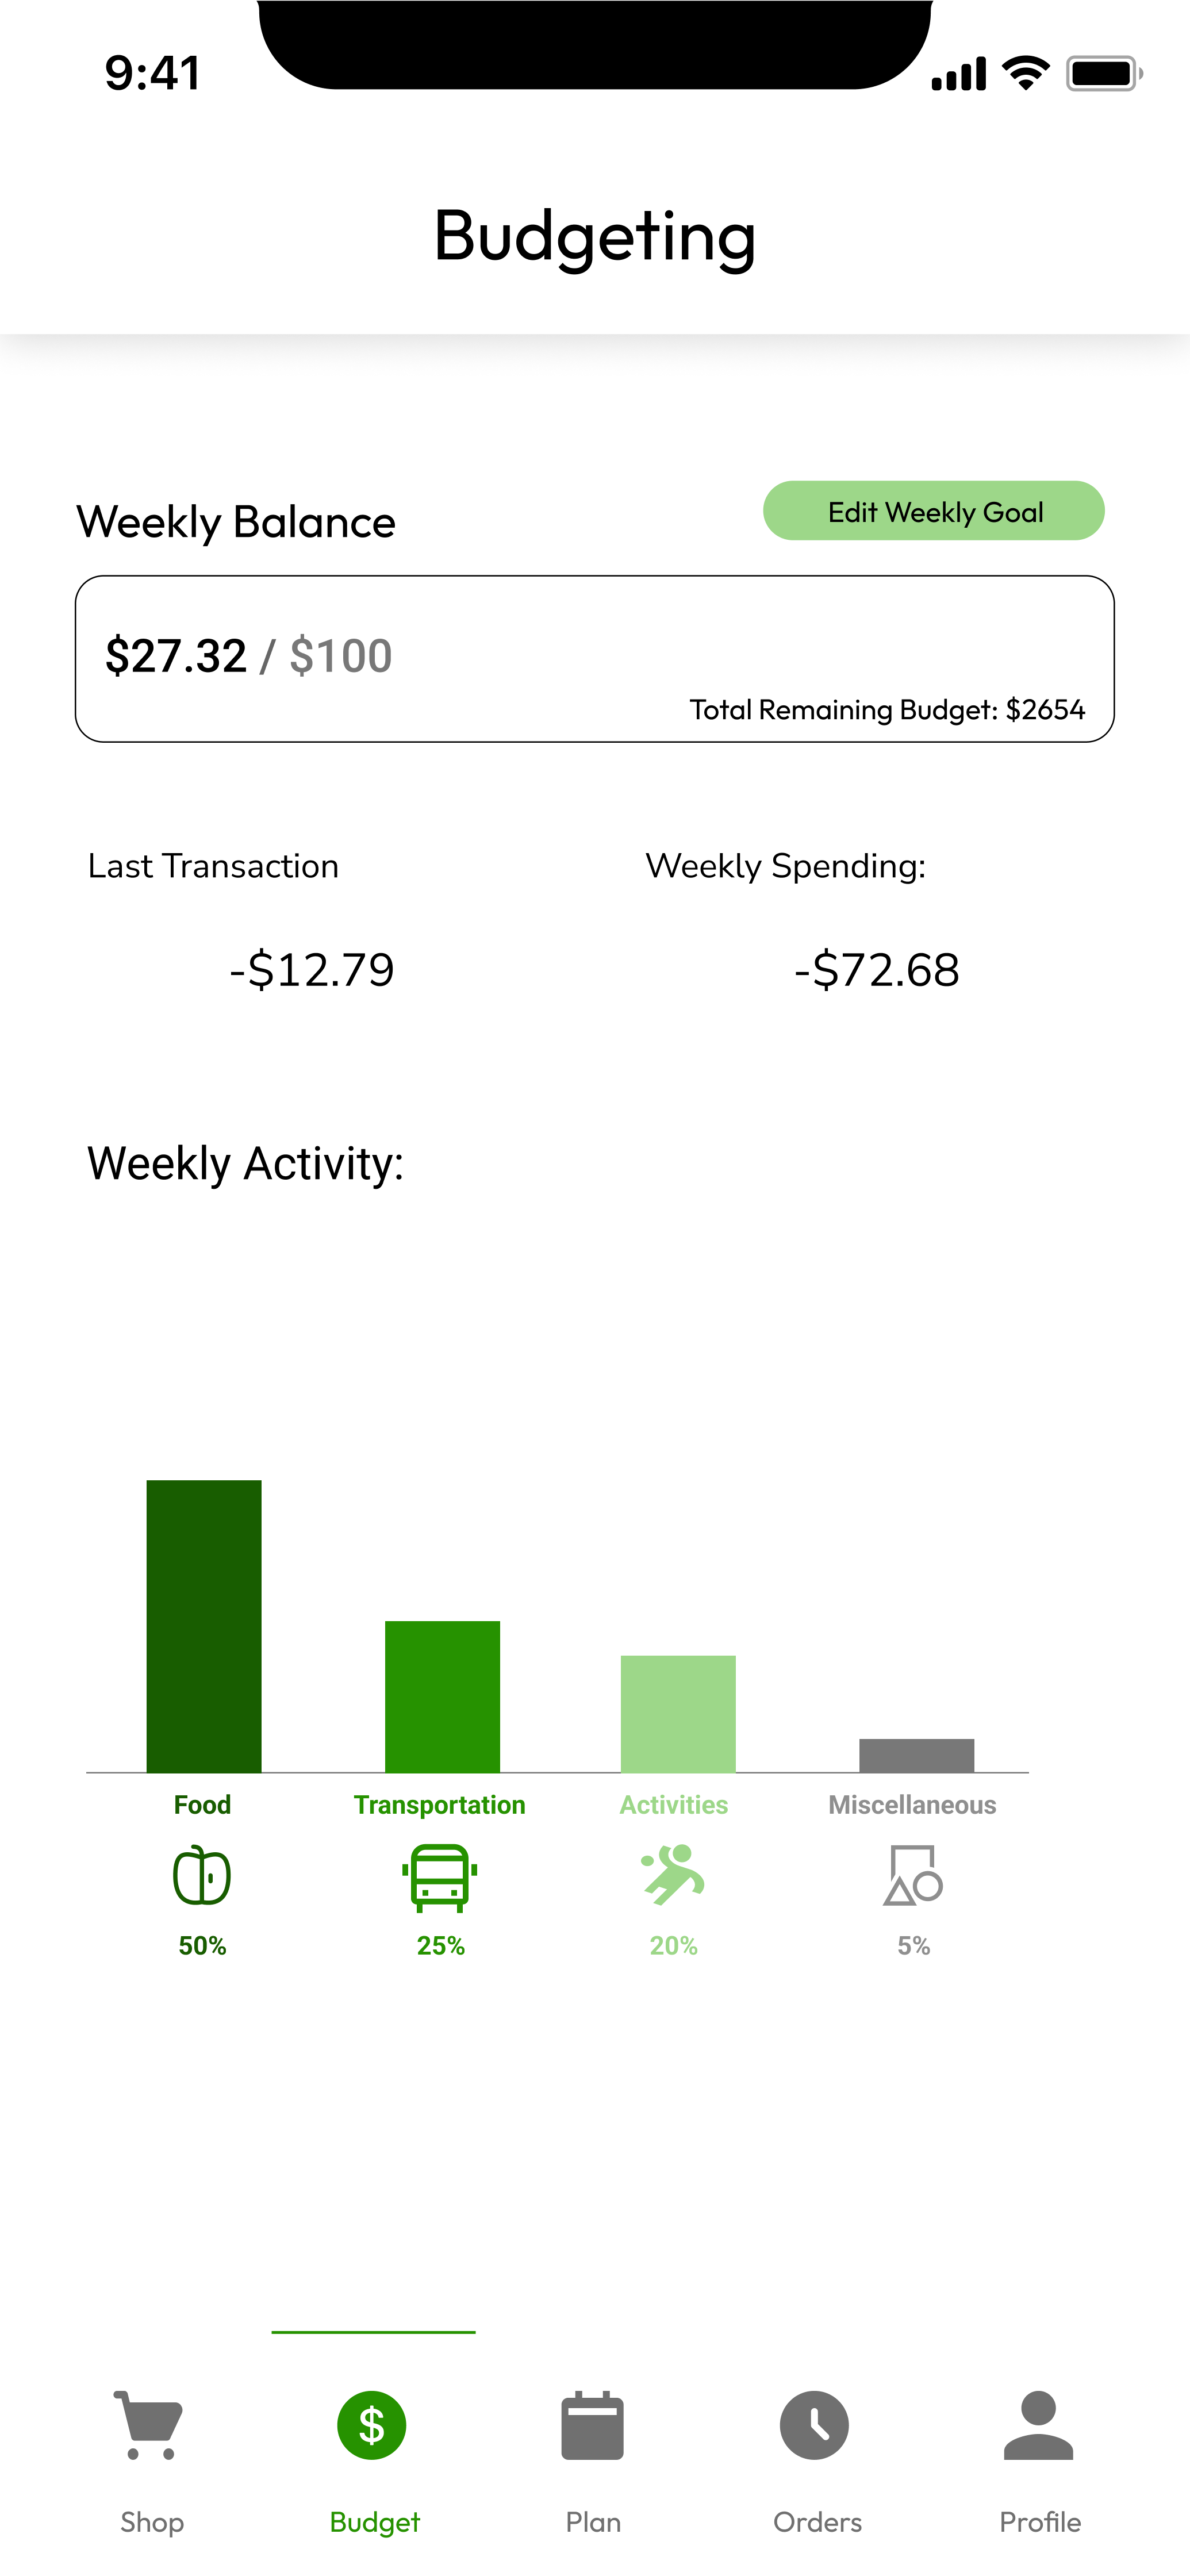 9:41
Budgeting
Weekly Balance
Edit Weekly Goal
$27.32 / $100
Total Remaining Budget: $2654
Last Transaction
Weekly Spending:
-$12.79
-$72.68
Weekly Activity:
Food Transportation Activities Miscellaneous
50% 25% 20% 5%
$
Shop Budget Plan Orders Profile